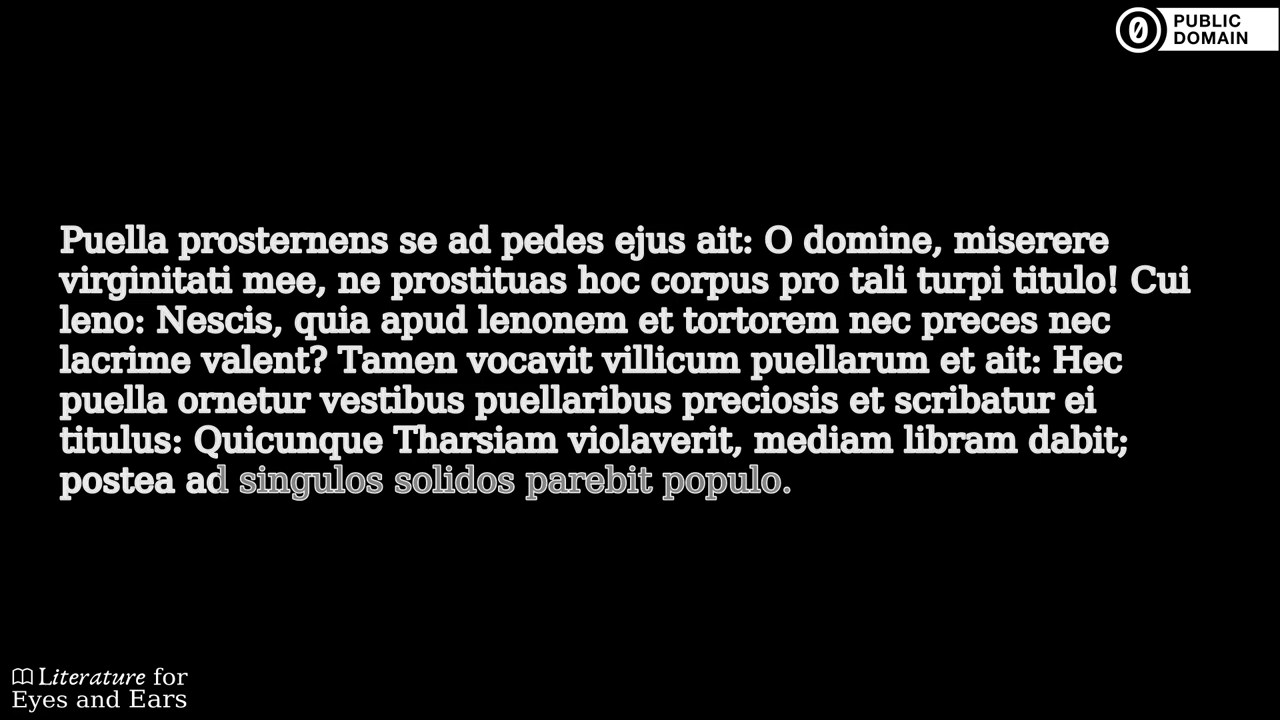 PUBLIC
DOMAIN
Puella prosternens se ad pedes ejus ait: O domine, miserere
virginitati mee, ne prostituas hoc corpus pro tali turpi titulo! Cui
leno: Nescis, quia apud lenonem et tortorem nec preces nec
lacrime valent? Tamen vocavit villicum puellarum et ait: Hec
puella ornetur vestibus puellaribus preciosis et scribatur ei
titulus: Quicunque Tharsiam violaverit, mediam libram dabit;
postea ad singulos solidos parebit populo.
Literature for
Eyes and Ears